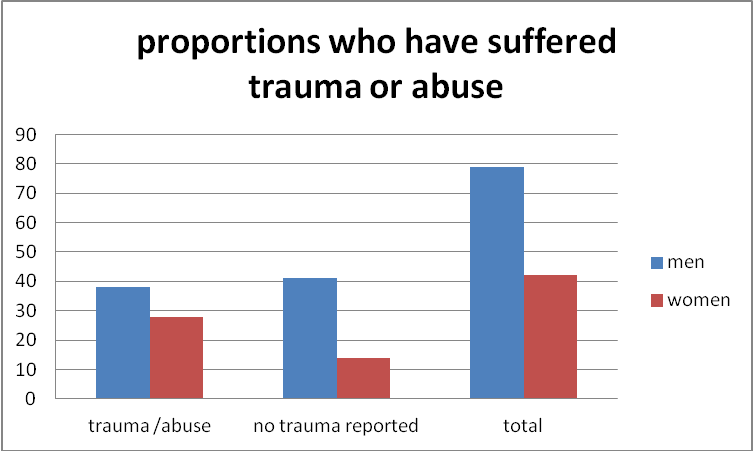 proportions who have suffered
trauma or abuse
90
80
70
60
50
40
30
20
10
0
trauma /abuse
no trauma reported
total
men
women